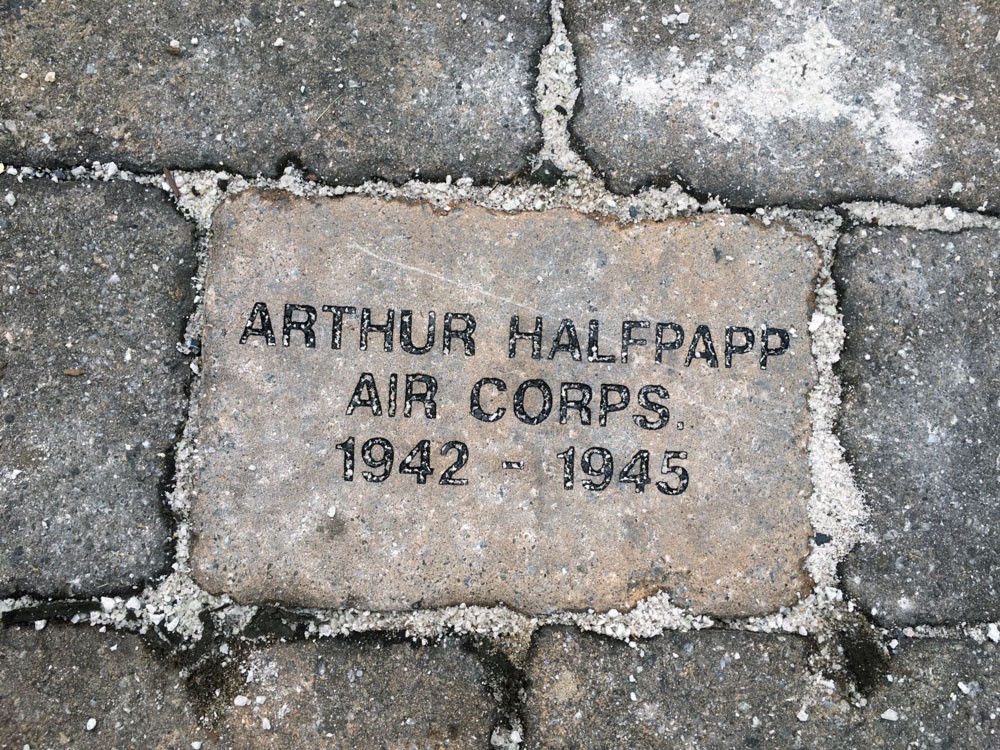 ARTHUR HALFPAPP
AIR CORPS.
1942 - 1945